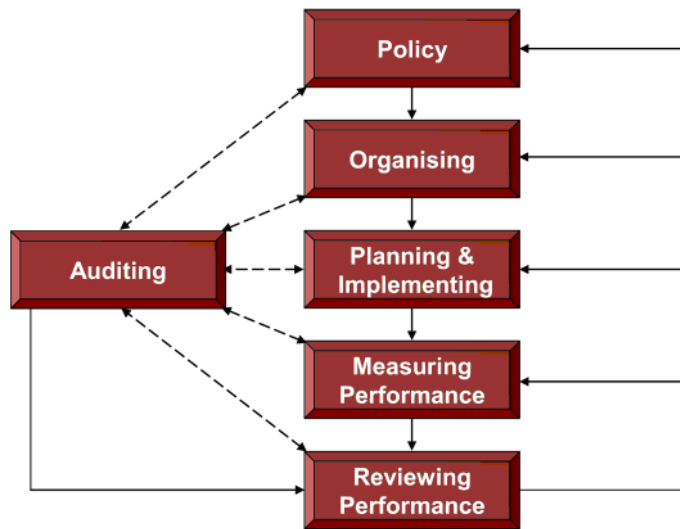 Policy
Organising
Auditing
Planning &
Implementing
Measuring
Performance
Reviewing
Performance